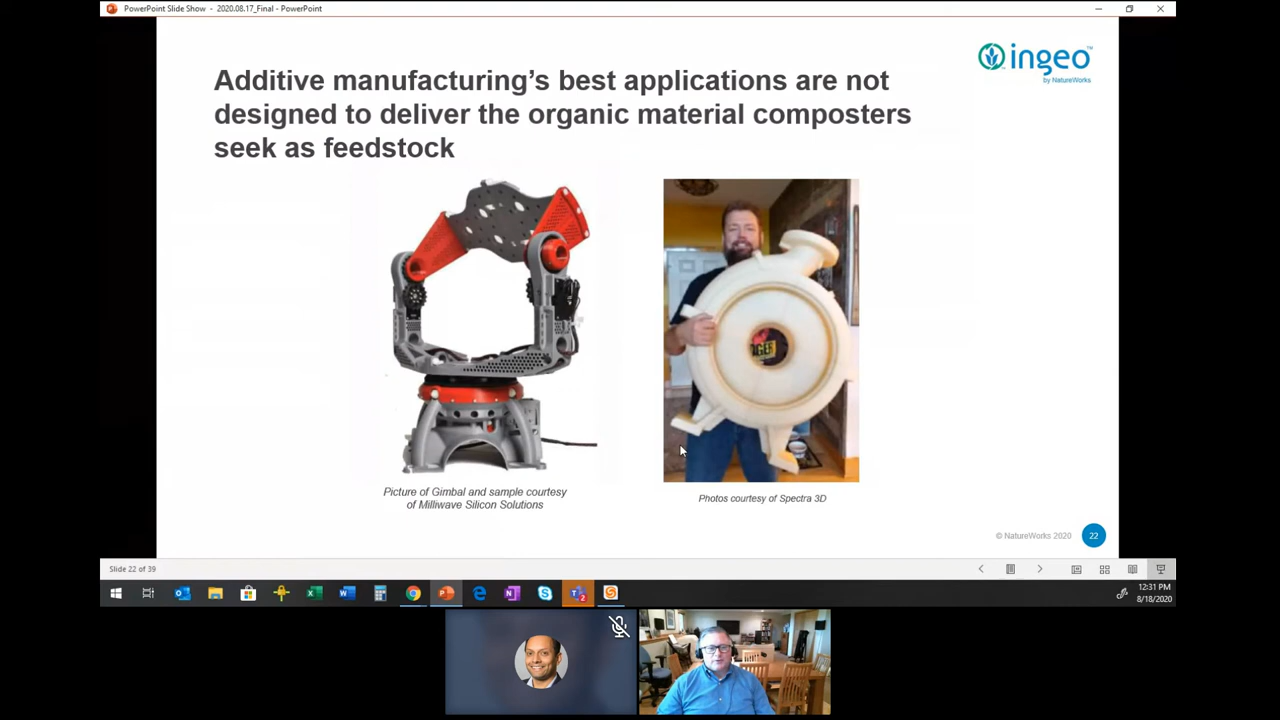 PowerPoint Slide Show - 2020.08.17_Final - PowerPoint
ingeo™
by NatureWorks
Additive manufacturing's best applications are not
designed to deliver the organic material composters
seek as feedstock
Picture of Gimbal and sample courtesy
of Milliwave Silicon Solutions
Photos courtesy of Spectra 3D
© NatureWorks 2020
22
Slide 22 of 39
12:31 PM
8/18/2020